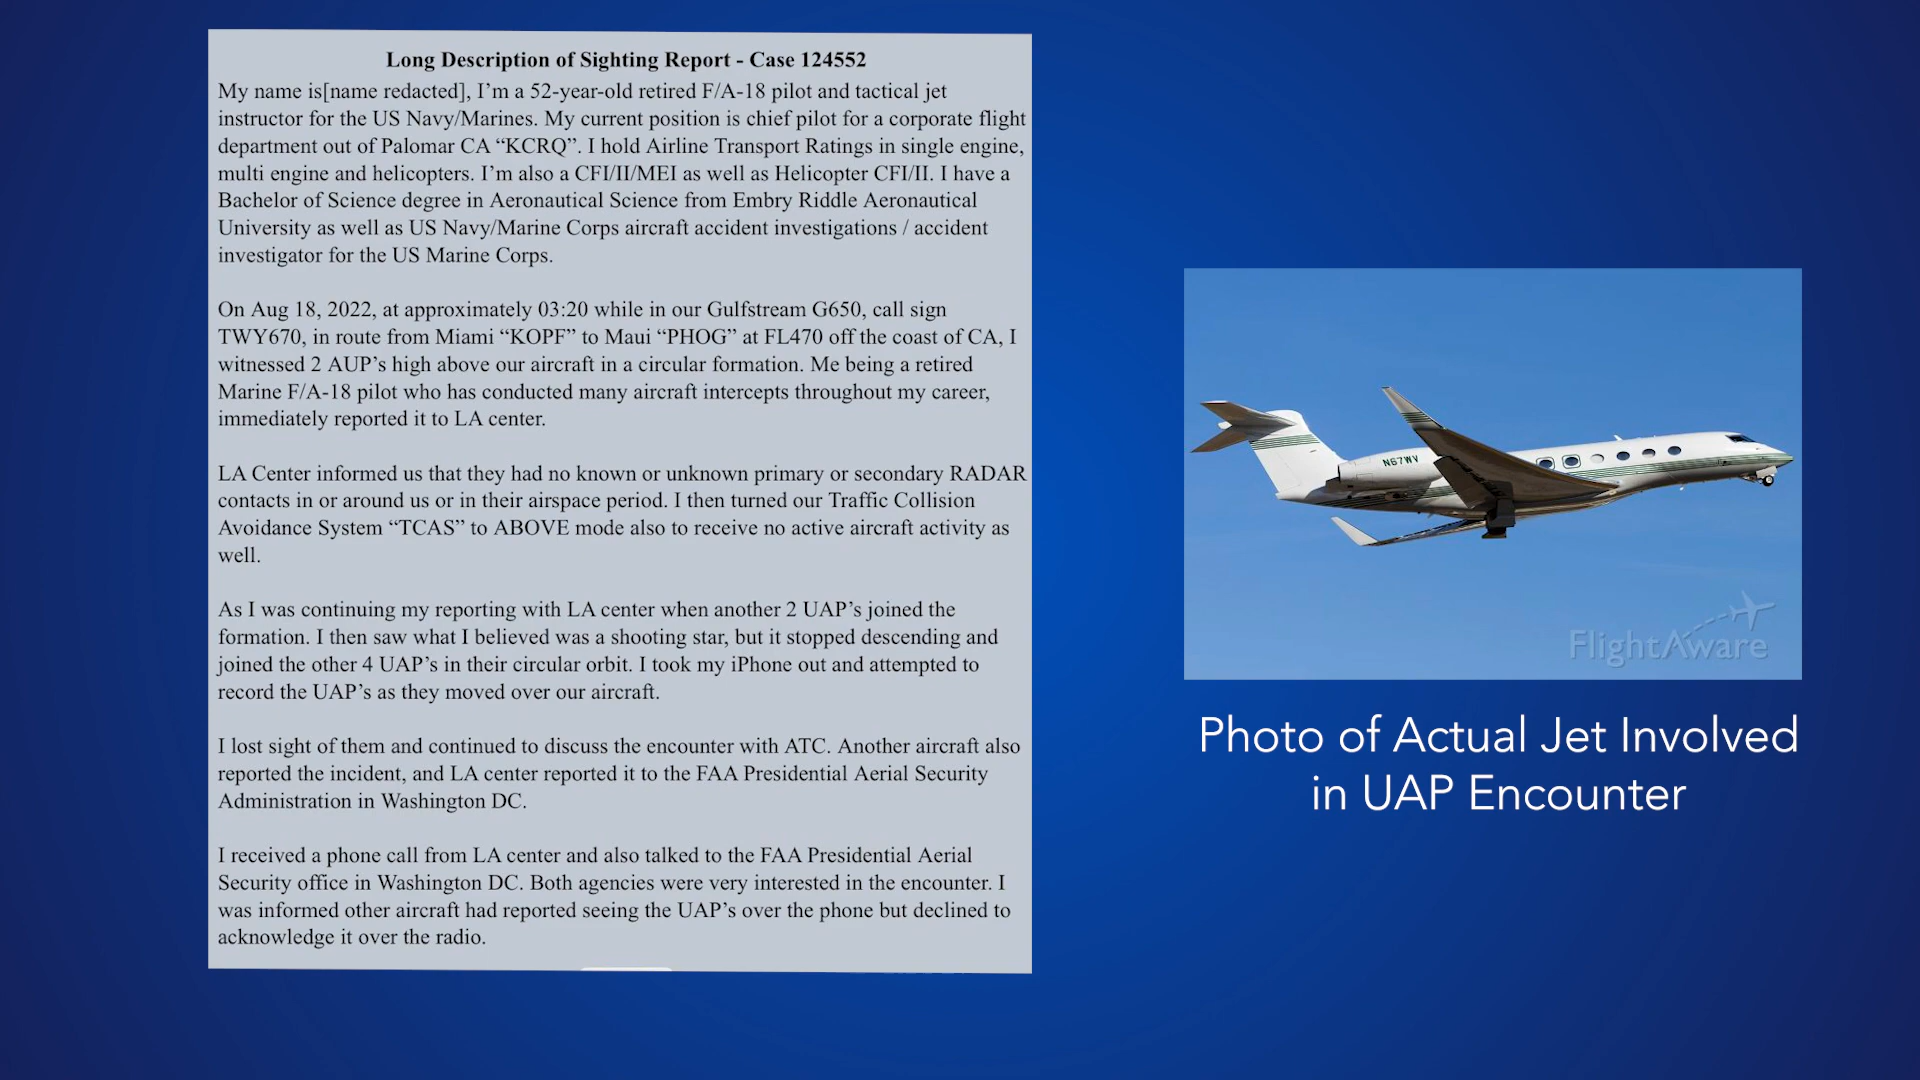 Long Description of Sighting Report - Case 124552
My name is[name redacted], I’m a 52-year-old retired F/A-18 pilot and tactical jet
instructor for the US Navy/Marines. My current position is chief pilot for a corporate flight
department out of Palomar CA “KCRQ”. I hold Airline Transport Ratings in single engine,
multi engine and helicopters. I’m also a CFI/II/MEI as well as Helicopter CFI/II. I have a
Bachelor of Science degree in Aeronautical Science from Embry Riddle Aeronautical
University as well as US Navy/Marine Corps aircraft accident investigations / accident
investigator for the US Marine Corps.
On Aug 18, 2022, at approximately 03:20 while in our Gulfstream G650, call sign
TWY670, in route from Miami “KOPF” to Maui “PHOG” at FL470 off the coast of CA, I
witnessed 2 AUP’s high above our aircraft in a circular formation. Me being a retired
Marine F/A-18 pilot who has conducted many aircraft intercepts throughout my career,
immediately reported it to LA center.
LA Center informed us that they had no known or unknown primary or secondary RADAR
contacts in or around us or in their airspace period. I then turned our Traffic Collision
Avoidance System “TCAS” to ABOVE mode also to receive no active aircraft activity as
well.
As I was continuing my reporting with LA center when another 2 UAP’s joined the
formation. I then saw what I believed was a shooting star, but it stopped descending and
joined the other 4 UAP’s in their circular orbit. I took my iPhone out and attempted to
record the UAP’s as they moved over our aircraft.
I lost sight of them and continued to discuss the encounter with ATC. Another aircraft also
reported the incident, and LA center reported it to the FAA Presidential Aerial Security
Administration in Washington DC.
I received a phone call from LA center and also talked to the FAA Presidential Aerial
Security office in Washington DC. Both agencies were very interested in the encounter. I
was informed other aircraft had reported seeing the UAP’s over the phone but declined to
acknowledge it over the radio.
N67WV
FlightAware
Photo of Actual Jet Involved
in UAP Encounter